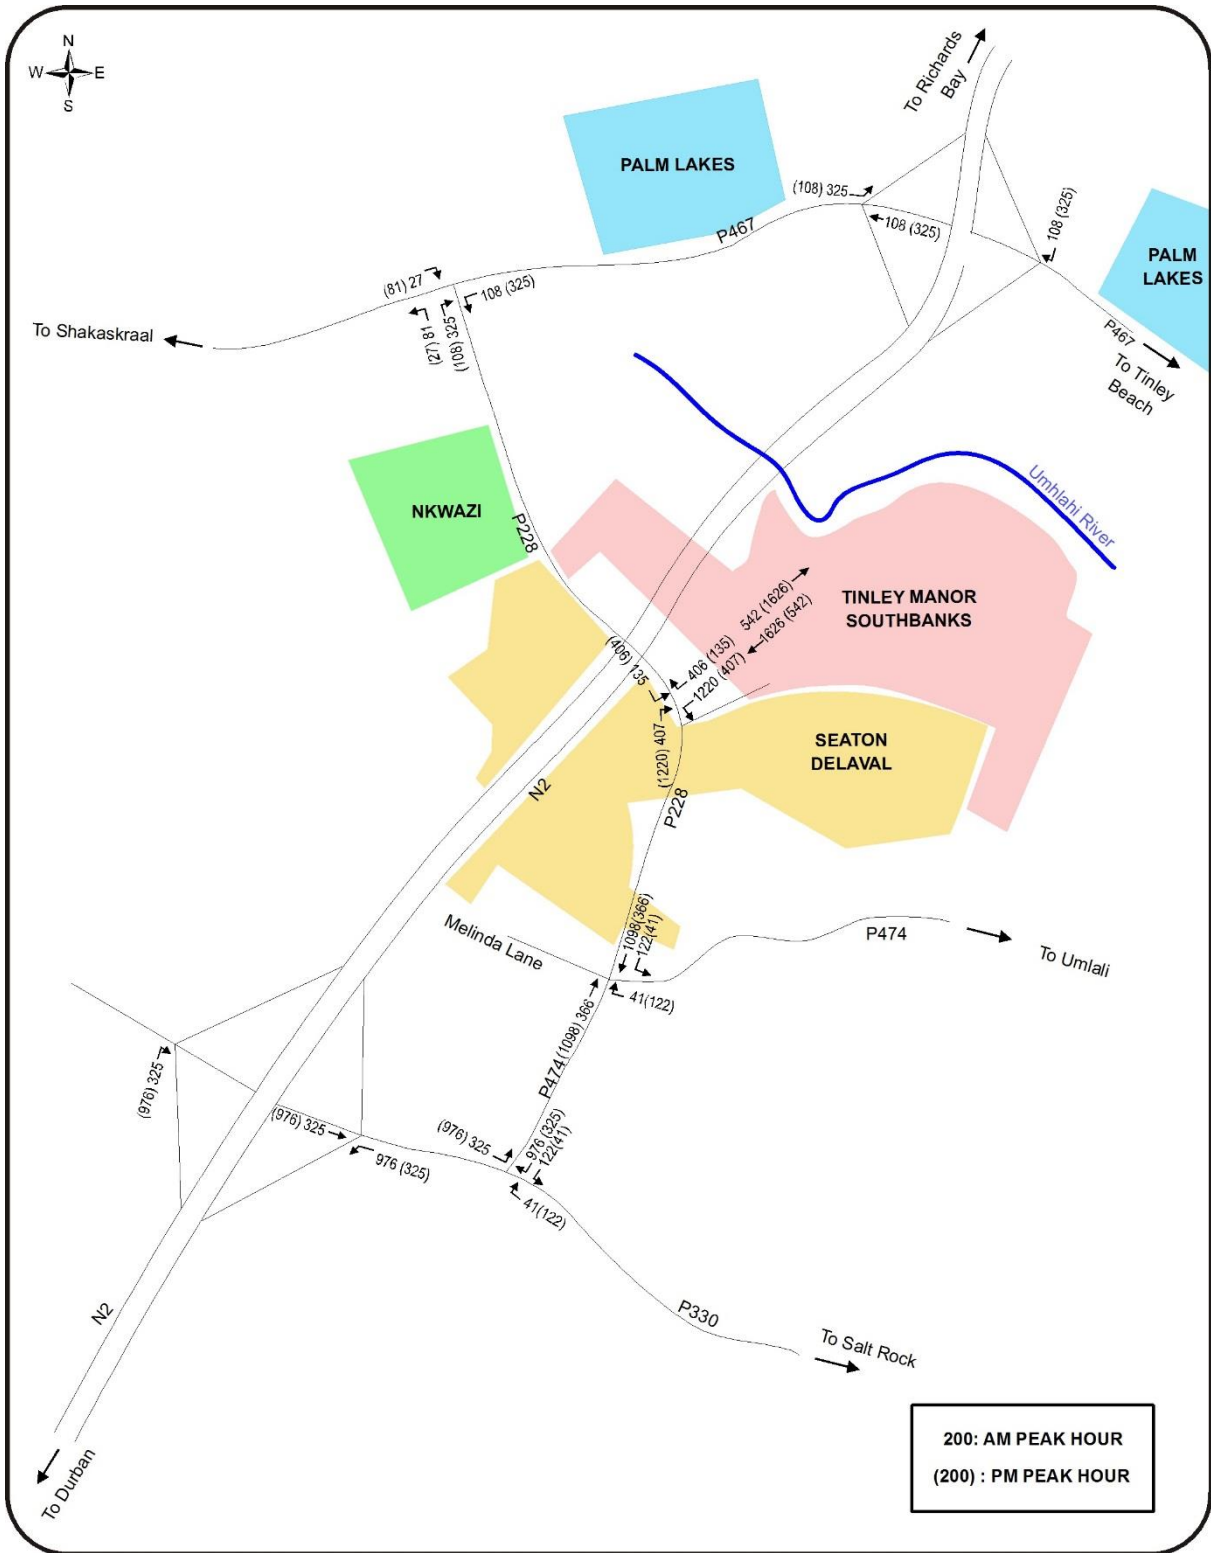 N
W E
S
To Richards
Bay
PALM LAKES
(108) 325
108 (325)
108 (325)
P467
PALM
LAKES
(81) 27
108 (325)
(27) 81
(108) 325
To Shakaskraal
P467
To Tinley
Beach
NKWAZI
P228
Umhlahi River
TINLEY MANOR
SOUTHBANKS
542 (1626)
1626 (542)
406 (135)
1220 (407)
(406) 135
(1220) 407
SEATON
DELAVAL
N2
P228
1098(366)
122(41)
Melinda Lane
P474
To Umlali
41(122)
(1098) 366
P474
(976) 325
(976) 325
976 (325)
(976) 325
976 (325)
122(41)
41(122)
P330
To Salt Rock
N2
To Durban
200: AM PEAK HOUR
(200) : PM PEAK HOUR